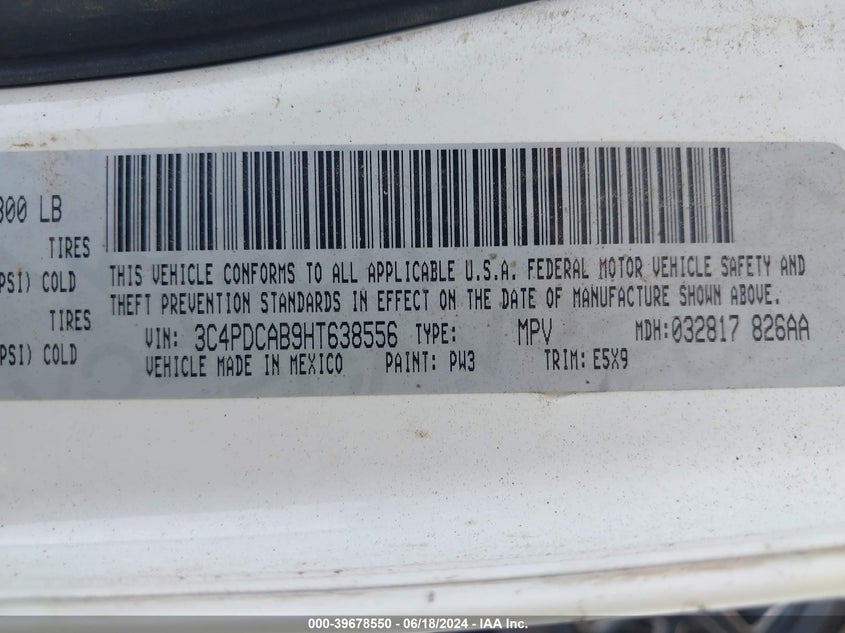 800 LB
TIRES
THIS VEHICLE CONFORMS TO ALL APPLICABLE U.S.A. FEDERAL MOTOR VEHICLE SAFETY AND
PSI) COLD
THEFT PREVENTION STANDARDS IN EFFECT ON THE DATE OF MANUFACTURE SHOWN ABOVE.
TIRES
VIN: 3C4PDCAB9HT638556 TYPE: MPV MDH:032817 826AA
PSI) COLD
VEHICLE MADE IN MEXICO PAINT: PW3 TRIM: E5X9
000-39678550 - 06/18/2024 - IAA Inc.